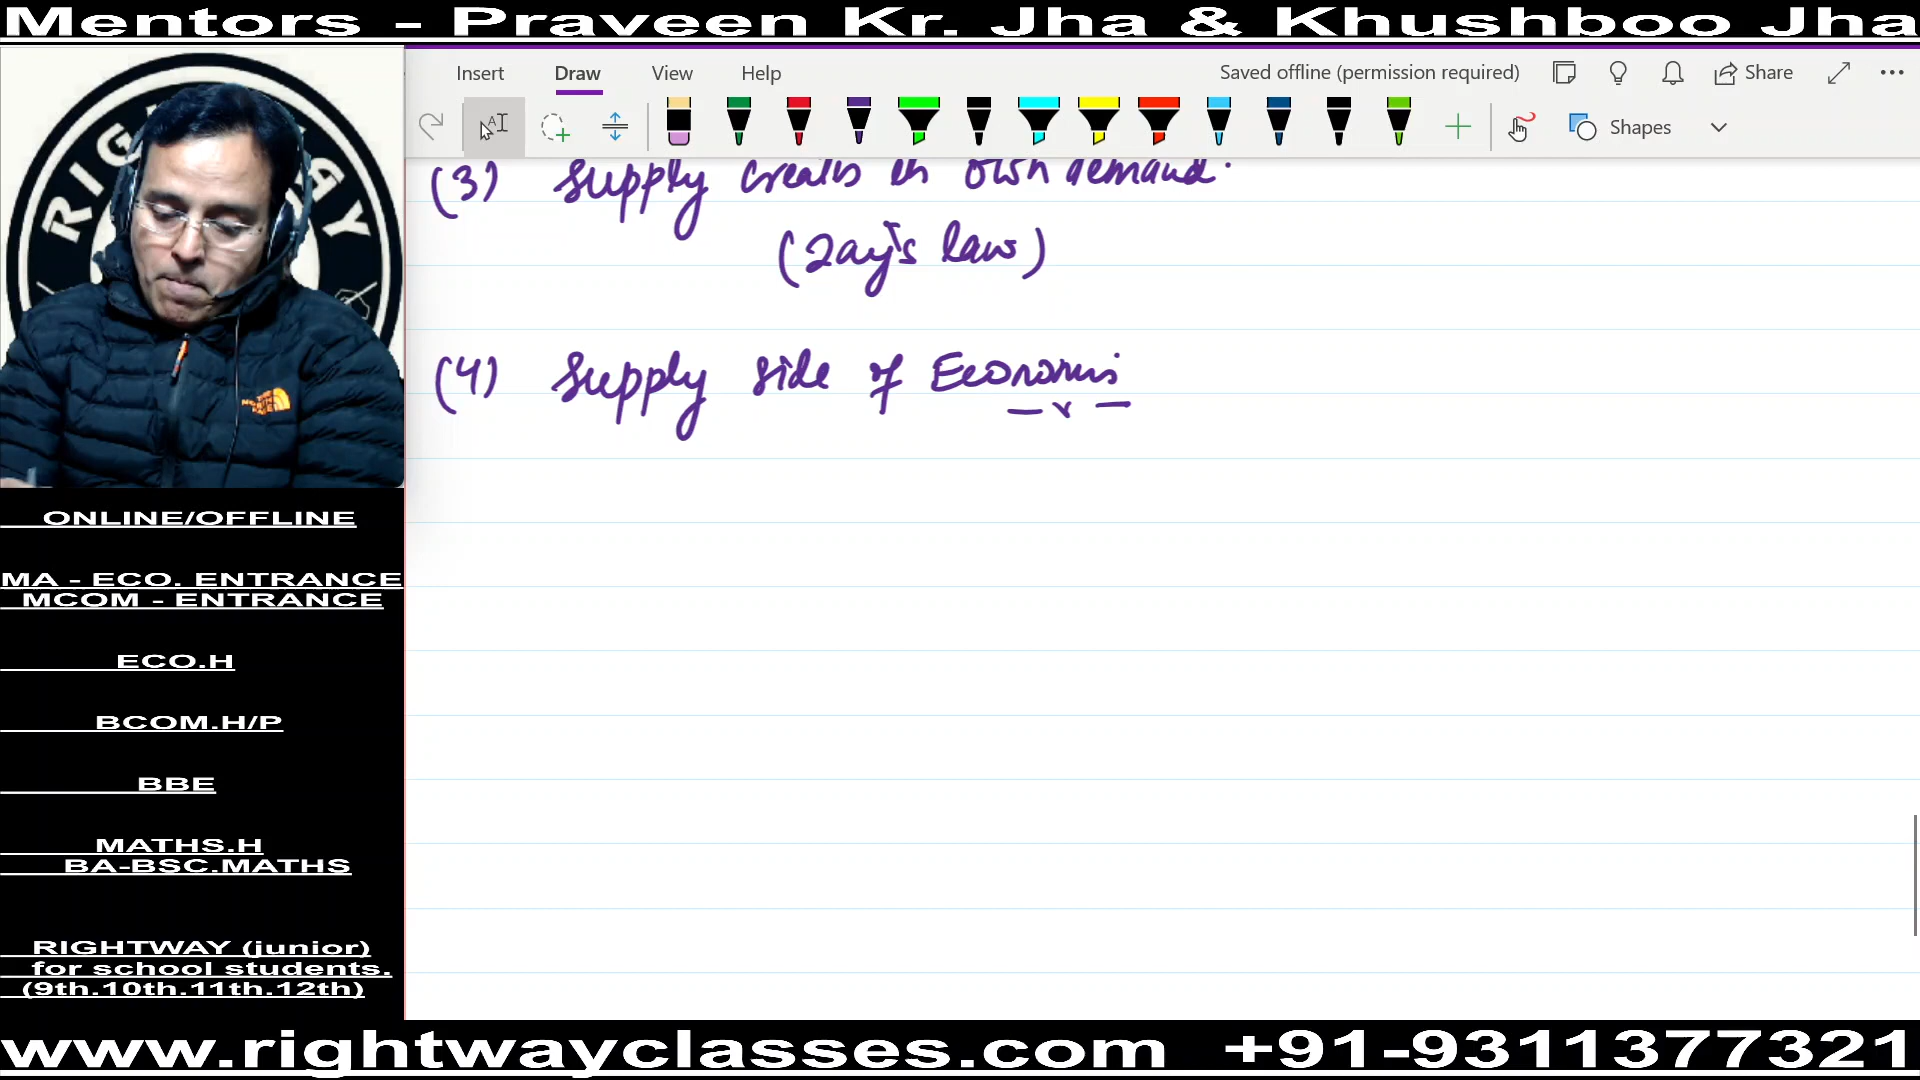 Mentors - Praveen Kr. Jha & Khushboo Jha
Insert Draw View Help
Saved offline (permission required) Share
Shapes
RIGHTWAY
(3) Supply creates its own demand.
(Say's law)
(4) Supply side of Economis
ONLINE/OFFLINE
MA - ECO. ENTRANCE
MCOM - ENTRANCE
ECO.H
BCOM.H/P
BBE
MATHS.H
BA-BSC.MATHS
RIGHTWAY (junior)
for school students.
(9th.10th.11th.12th)
www.rightwayclasses.com +91-9311377321